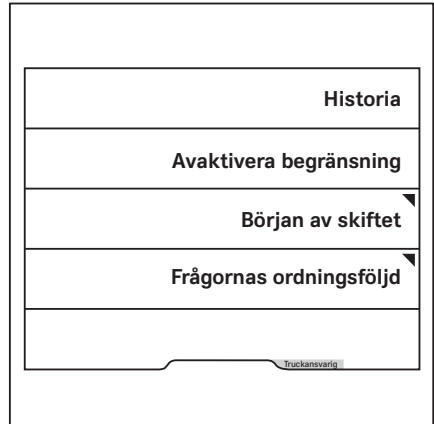 Historia
Avaktivera begränsning
Början av skiftet
Frågornas ordningsföljd
Truckansvarig